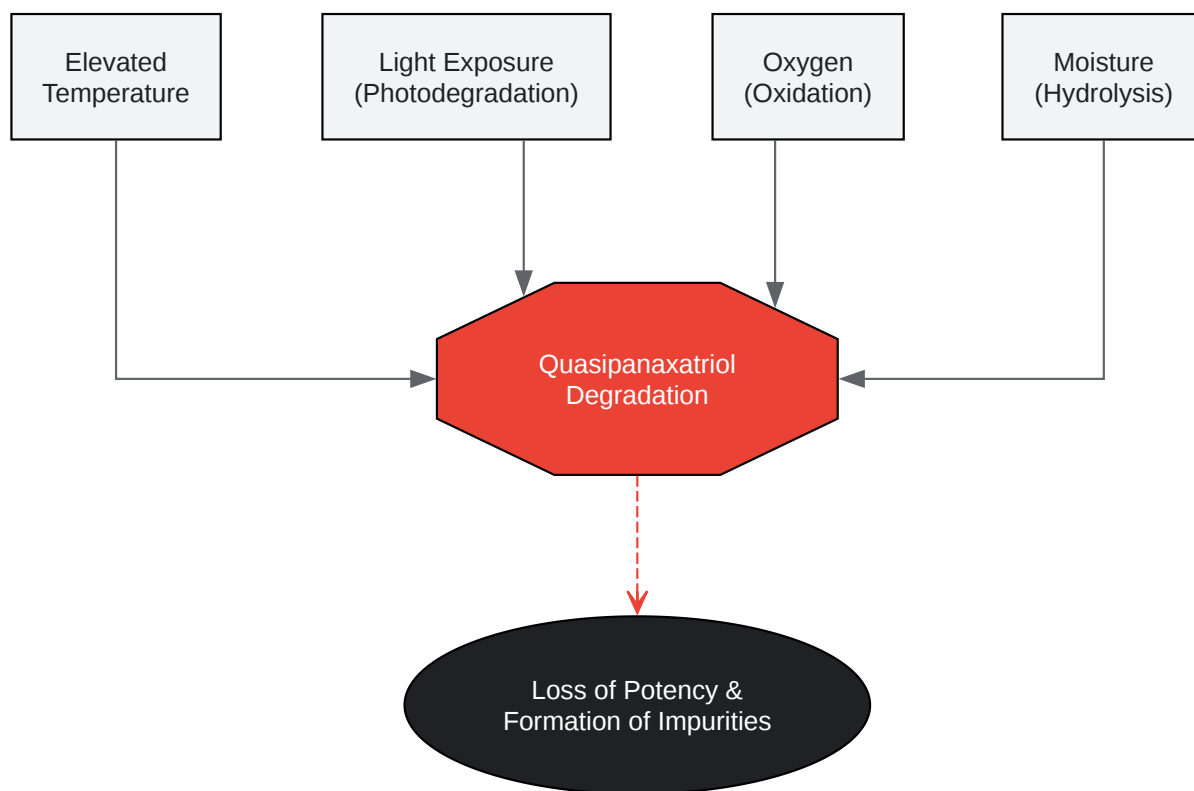 Elevated
Temperature
Light Exposure
(Photodegradation)
Oxygen
(Oxidation)
Moisture
(Hydrolysis)
Quasipanaxatriol
Degradation
Loss of Potency &
Formation of Impurities